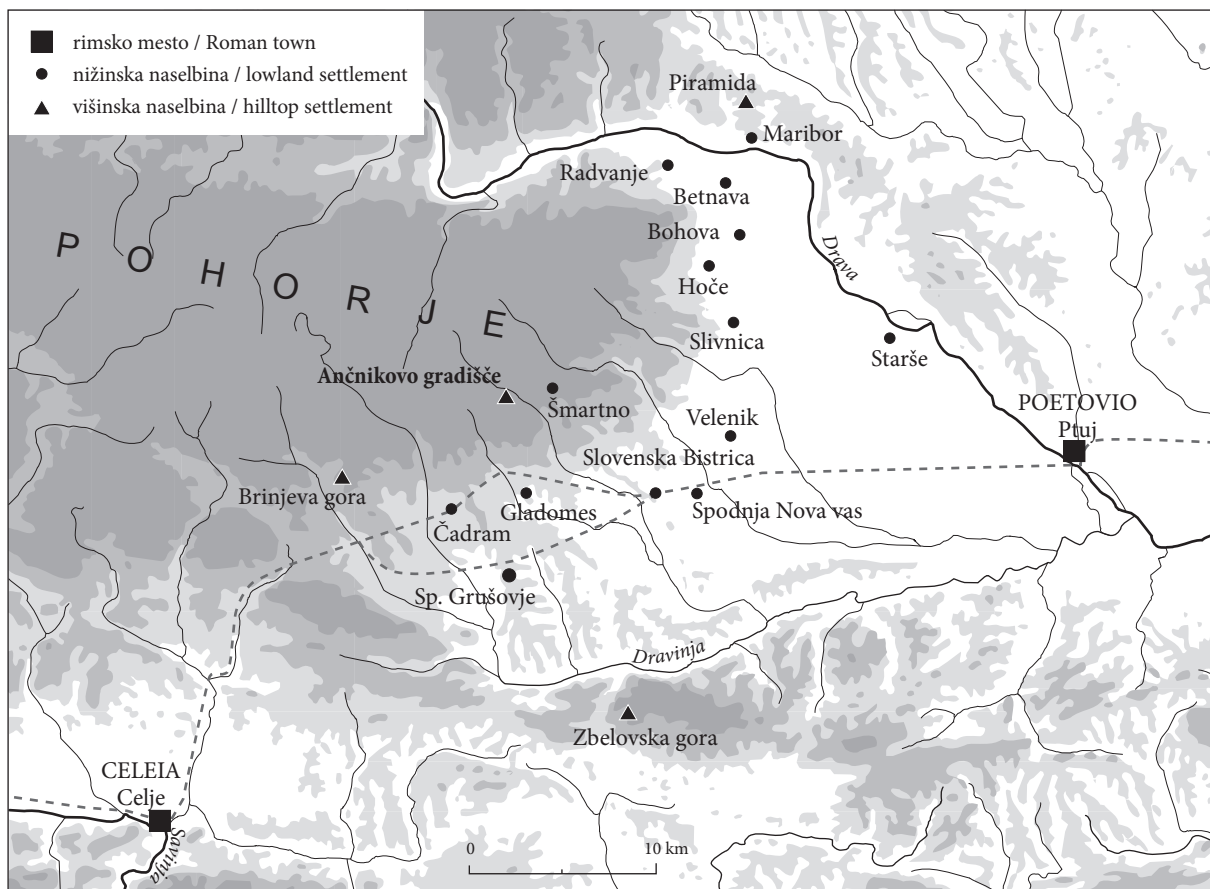 rimsko mesto / Roman town
nižinska naselbina / lowland settlement
višinska naselbina / hilltop settlement
Piramida
Maribor
Radvanje
Betnava
Bohova
Hoče
Slivnica
Drava
Starše
POHORJE
Ančnikovo gradišče
Šmartno
POETOVIO
Ptuj
Velenik
Slovenska Bistrica
Brinjeva gora
Čadram
Gladomes
Spodnja Nova vas
Sp. Grušovje
Dravinja
Zbelovska gora
CELEIA
Celje
Savinja
0 10 km